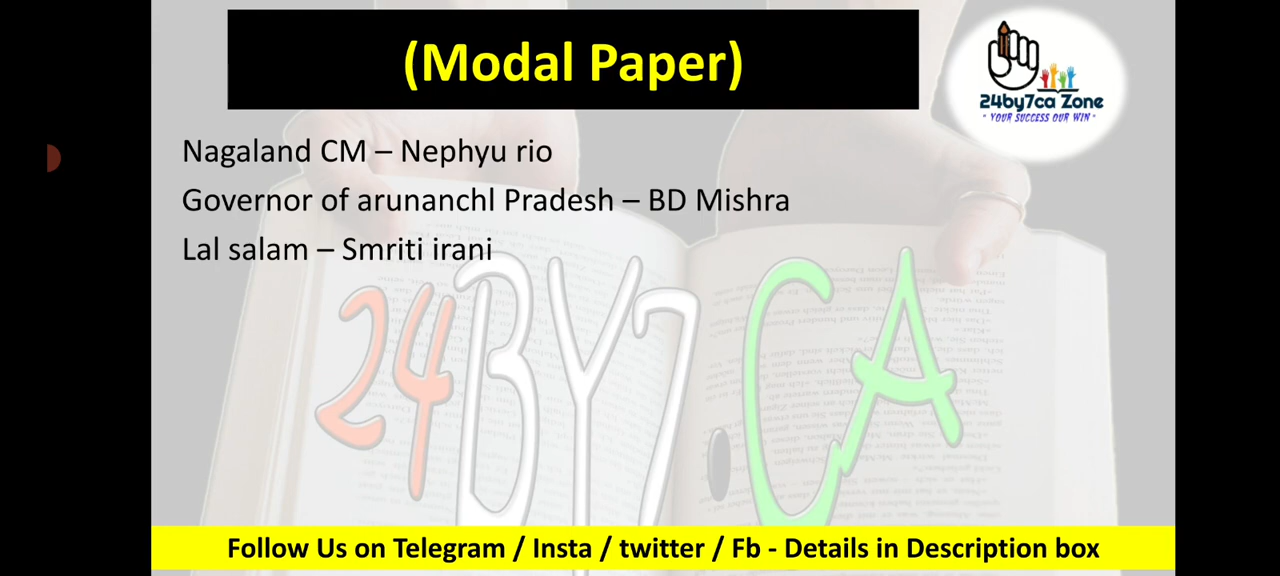 (Modal Paper)
24by7ca Zone
" YOUR SUCCESS OUR WIN "
Nagaland CM – Nephyu rio
Governor of arunanchl Pradesh – BD Mishra
Lal salam – Smriti irani
24BY7.CA
Follow Us on Telegram / Insta / twitter / Fb - Details in Description box